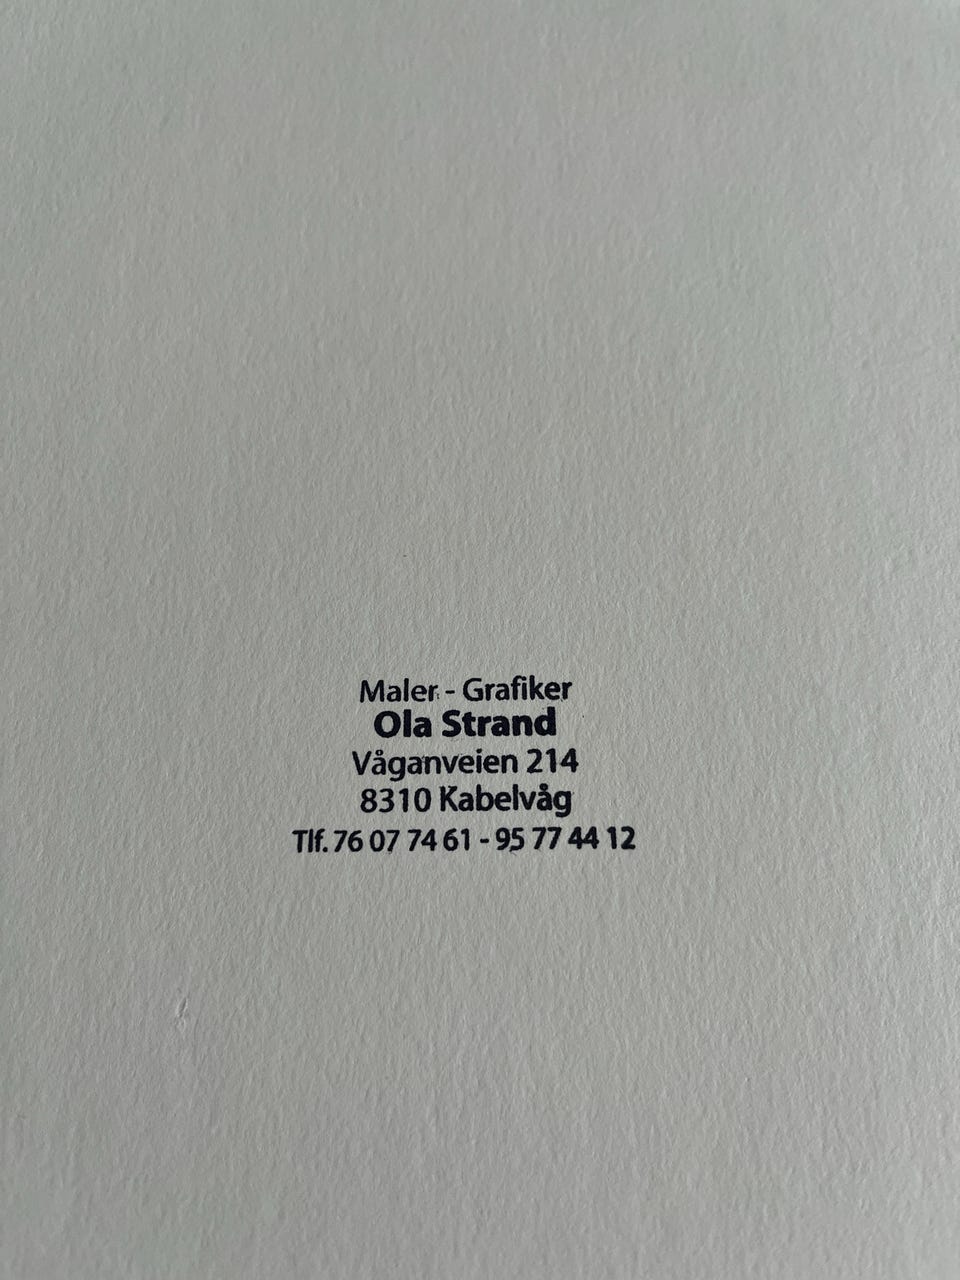 Maler - Grafiker
Ola Strand
Våganveien 214
8310 Kabelvåg
Tlf. 76 07 74 61 - 95 77 44 12